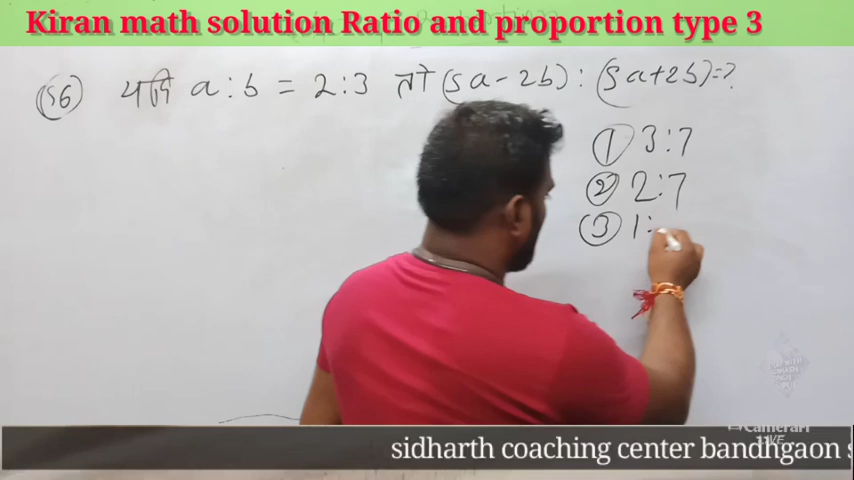 Kiran math solution Ratio and proportion type 3
(56) यदि a : b = 2 : 3 तो (5a - 2b) : (5a + 2b) = ?
① 3 : 7
② 2 : 7
③ 1 :
sidharth coaching center bandhgaon s